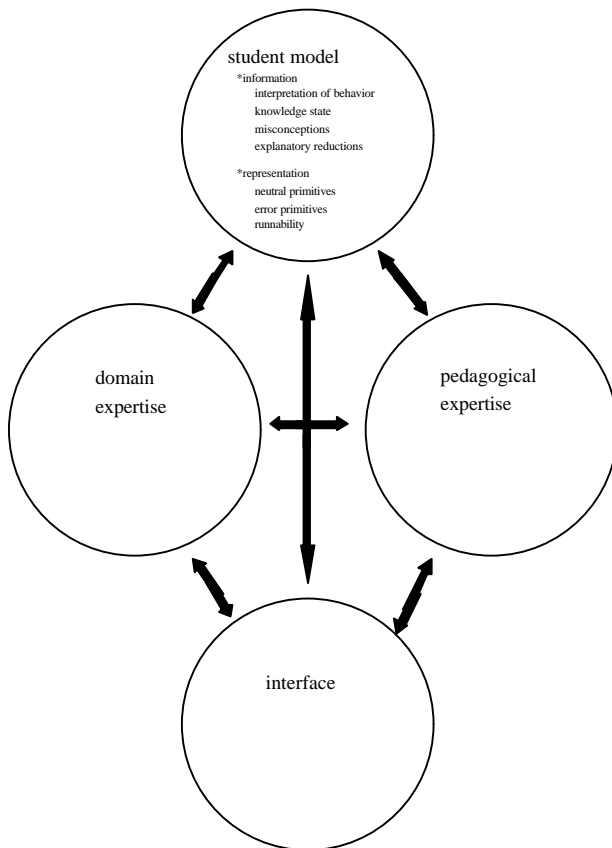 student model
*information
interpretation of behavior
knowledge state
misconceptions
explanatory reductions
*representation
neutral primitives
error primitives
runnability
domain
expertise
pedagogical
expertise
interface